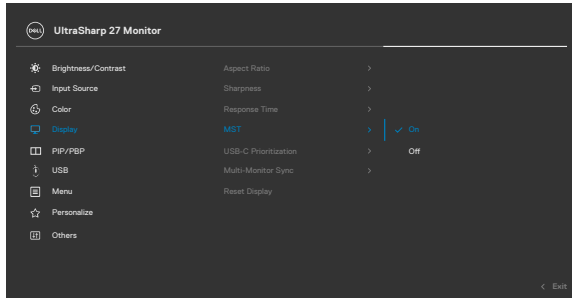 DELL UltraSharp 27 Monitor
Brightness/Contrast Aspect Ratio
Input Source Sharpness
Color Response Time
Display MST On
PIP/PBP USB-C Prioritization Off
USB Multi-Monitor Sync
Menu Reset Display
Personalize
Others
Exit